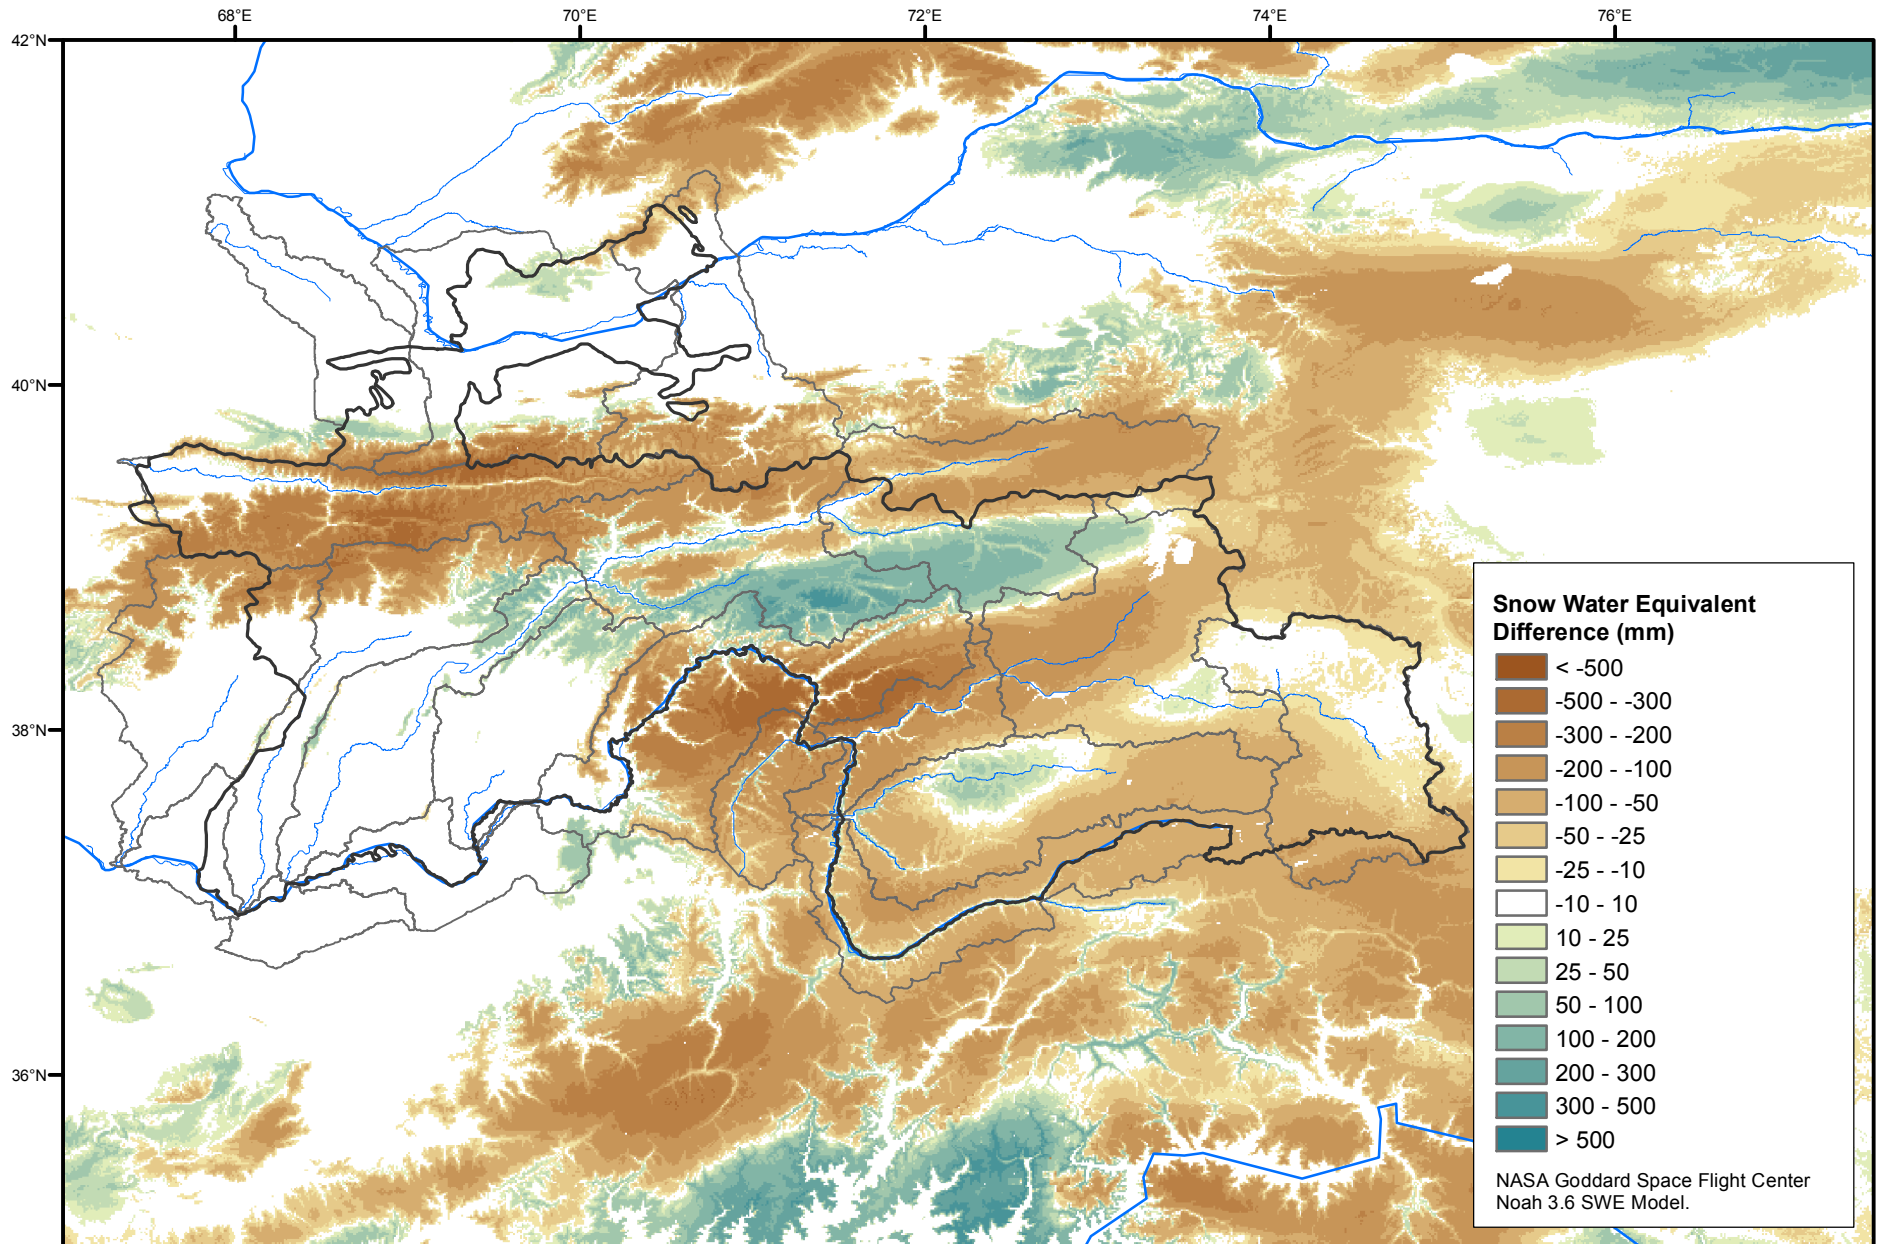 68°E 70°E 72°E 74°E 76°E
42°N
40°N
38°N
36°N
Snow Water Equivalent
Difference (mm)
< -500
-500 - -300
-300 - -200
-200 - -100
-100 - -50
-50 - -25
-25 - -10
-10 - 10
10 - 25
25 - 50
50 - 100
100 - 200
200 - 300
300 - 500
> 500
NASA Goddard Space Flight Center
Noah 3.6 SWE Model.